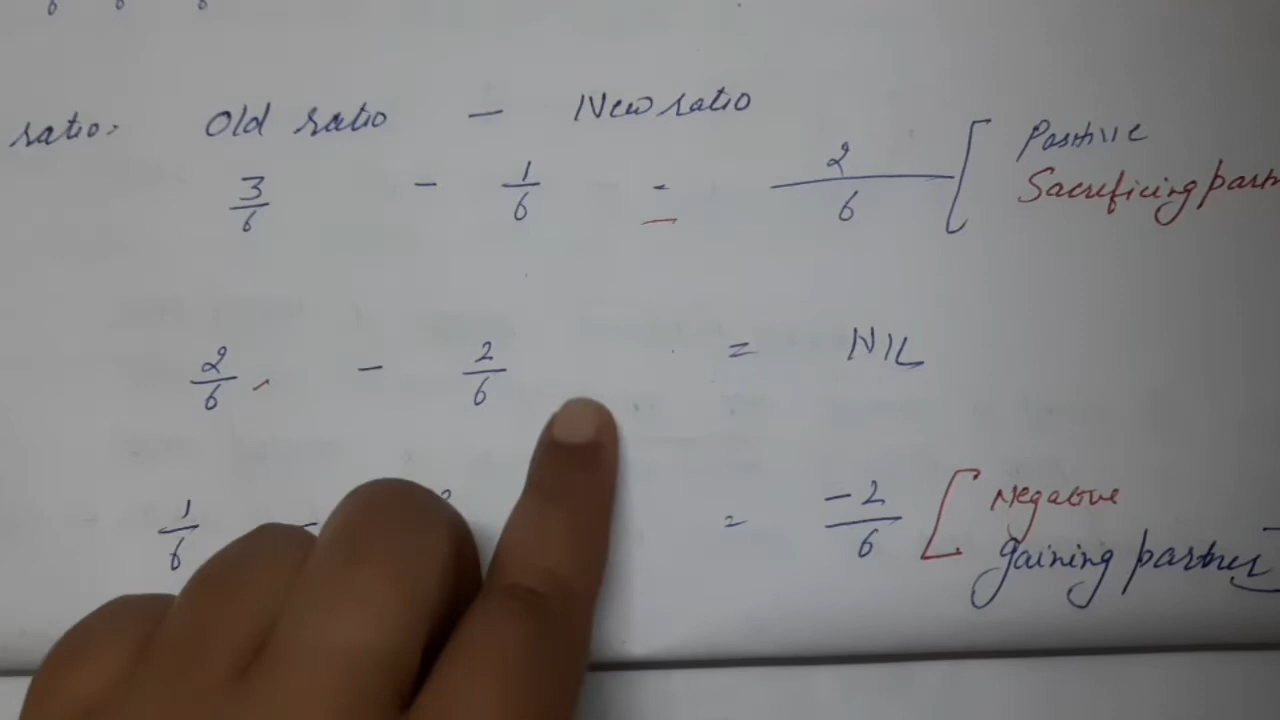 ratio. Old ratio - New ratio
3/6 - 1/6 = 2/6 [ Positive
Sacrificing
2/6 - 2/6 = NIL
1/6 - = -2/6 [ Negative
gaining partner